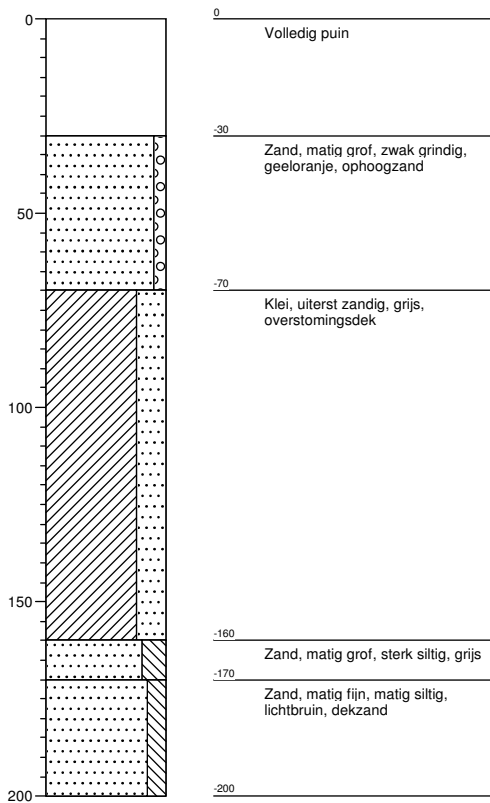 0
0
Volledig puin
-30
Zand, matig grof, zwak grindig,
geeloranje, ophoogzand
50
-70
Klei, uiterst zandig, grijs,
overstomingsdek
100
150
-160
Zand, matig grof, sterk siltig, grijs
-170
Zand, matig fijn, matig siltig,
lichtbruin, dekzand
200
-200